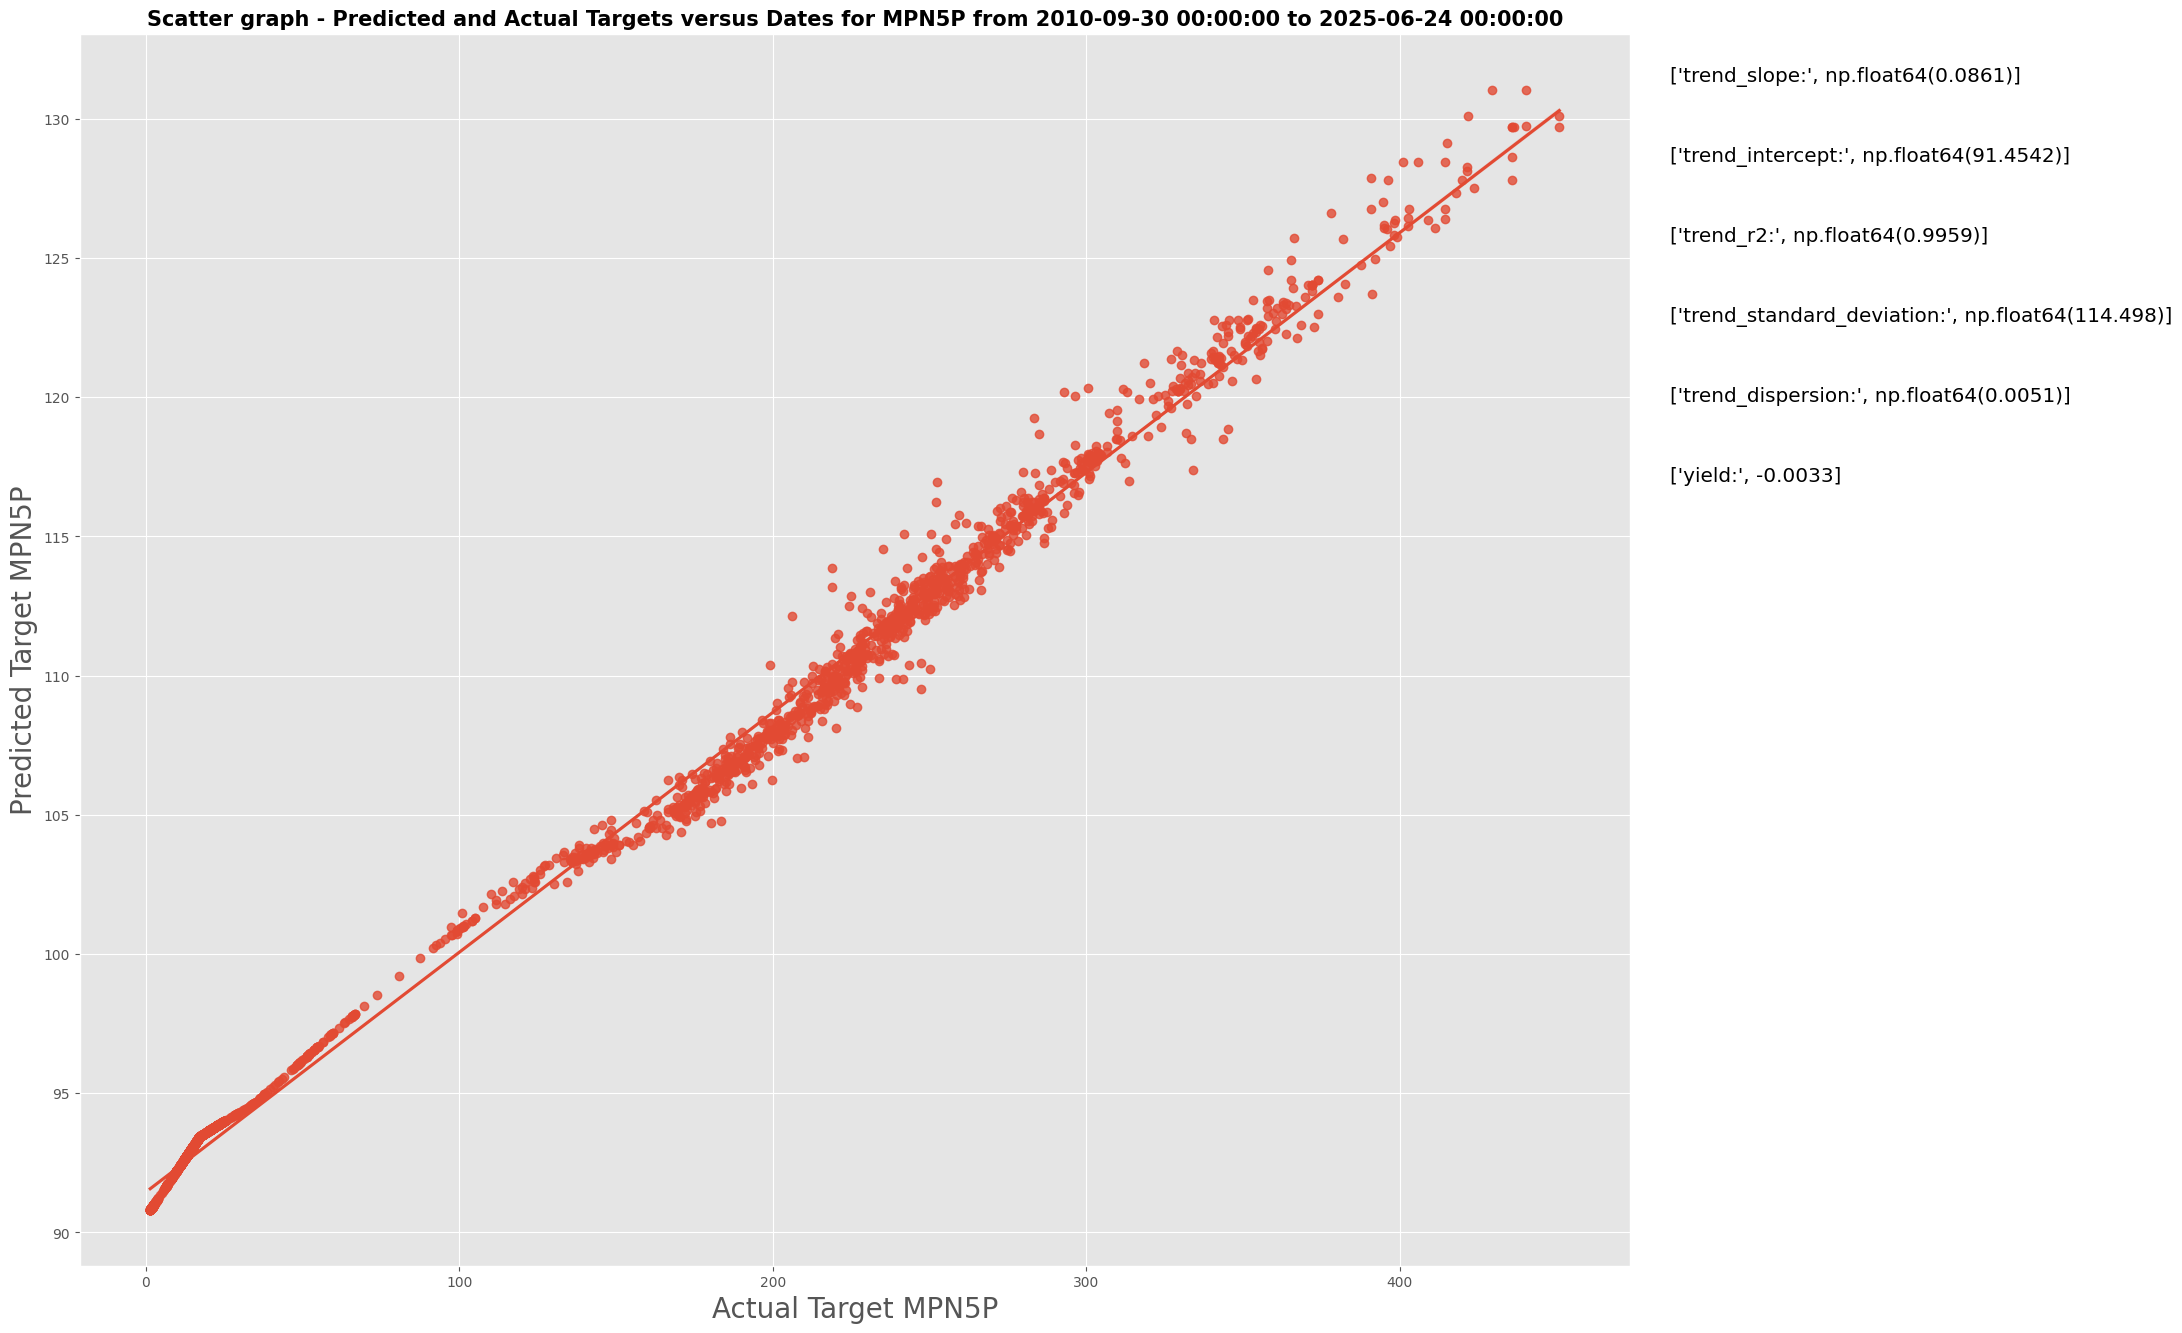 Scatter graph - Predicted and Actual Targets versus Dates for MPN5P from 2010-09-30 00:00:00 to 2025-06-24 00:00:00
['trend_slope:', np.float64(0.0861)]
['trend_intercept:', np.float64(91.4542)]
['trend_r2:', np.float64(0.9959)]
['trend_standard_deviation:', np.float64(114.498)]
['trend_dispersion:', np.float64(0.0051)]
['yield:', -0.0033]
Predicted Target MPN5P
130
125
120
115
110
105
100
95
90
0
100
200
300
400
Actual Target MPN5P